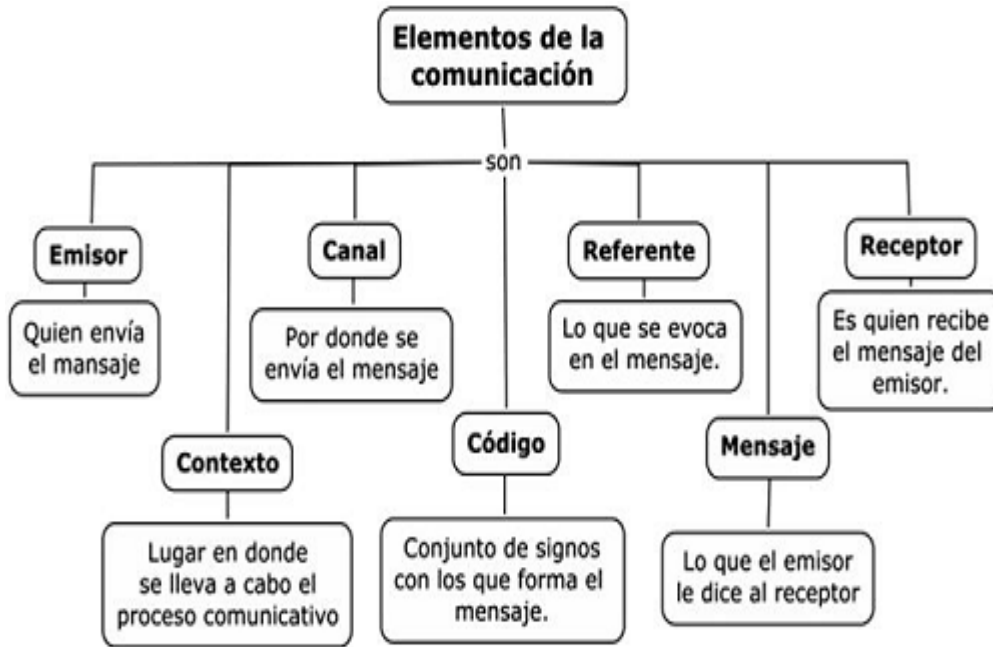 Elementos de la
comunicación
son
Emisor
Quien envía
el mansaje
Canal
Por donde se
envía el mensaje
Referente
Lo que se evoca
en el mensaje.
Receptor
Es quien recibe
el mensaje del
emisor.
Contexto
Lugar en donde
se lleva a cabo el
proceso comunicativo
Código
Conjunto de signos
con los que forma el
mensaje.
Mensaje
Lo que el emisor
le dice al receptor